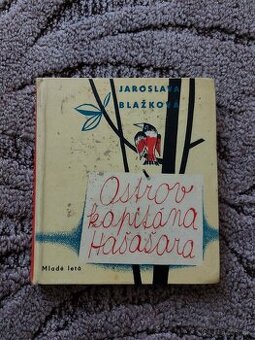 JAROSLAVA
BLAŽKOVÁ
Ostrov
kapitána
Hašašara
Mladé letá